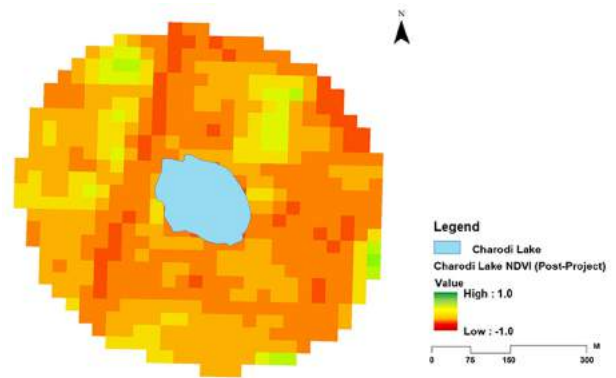 N
Legend
Charodi Lake
Charodi Lake NDVI (Post-Project)
Value
High : 1.0
Low : -1.0
M
0 75 150 300